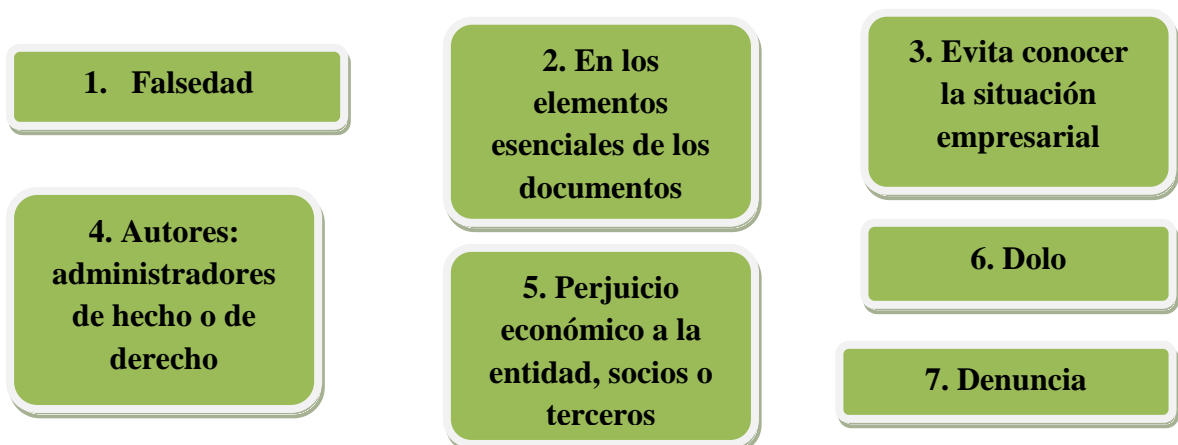 1. Falsedad
2. En los
elementos
esenciales de los
documentos
3. Evita conocer
la situación
empresarial
4. Autores:
administradores
de hecho o de
derecho
5. Perjuicio
económico a la
entidad, socios o
terceros
6. Dolo
7. Denuncia